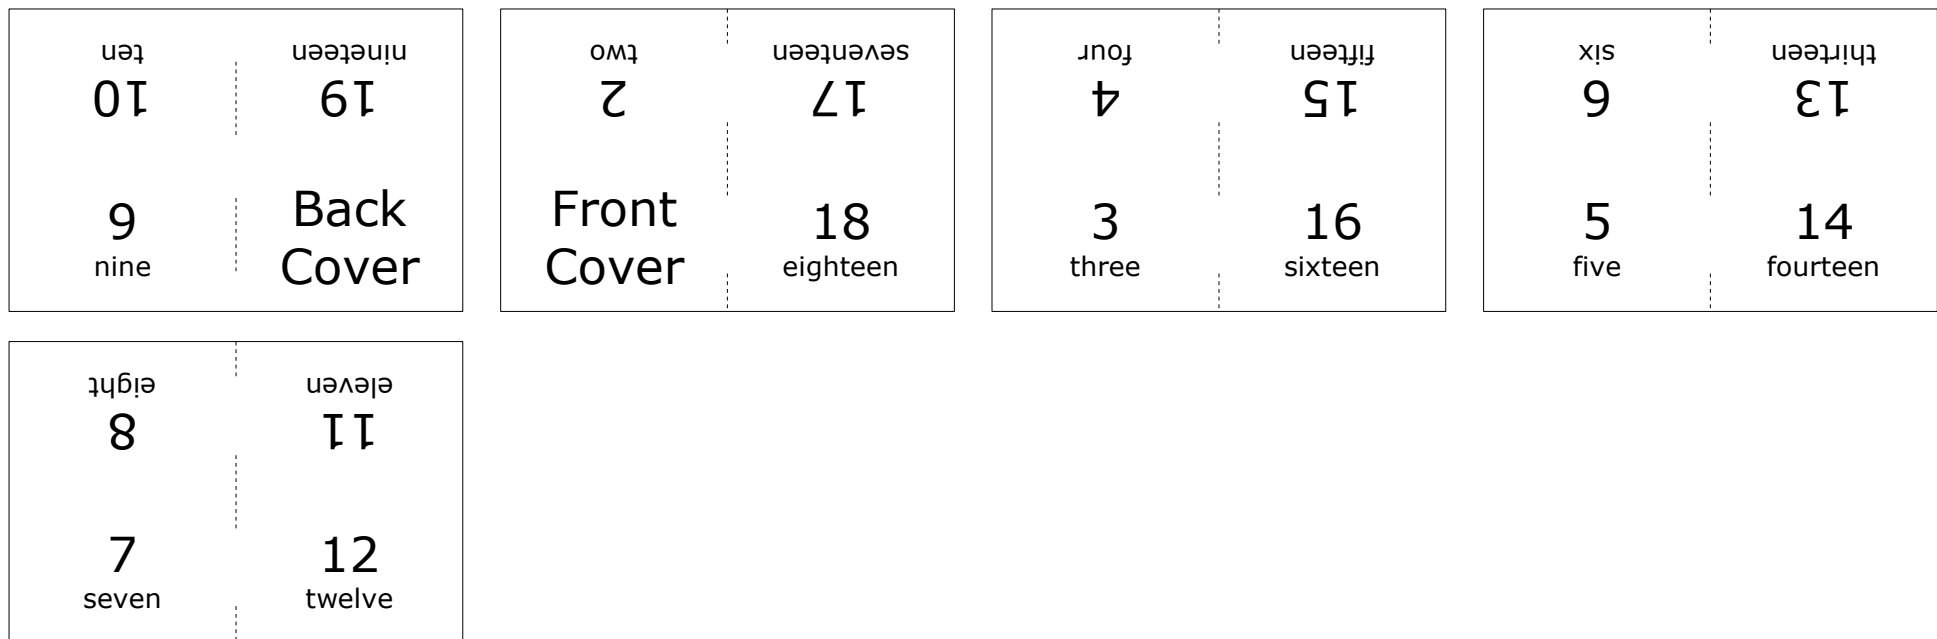 ten nineteen
10 19
9 Back
nine Cover
two seventeen
2 17
Front 18
Cover eighteen
four fifteen
4 15
3 16
three sixteen
six thirteen
6 13
5 14
five fourteen
eight eleven
8 11
7 12
seven twelve